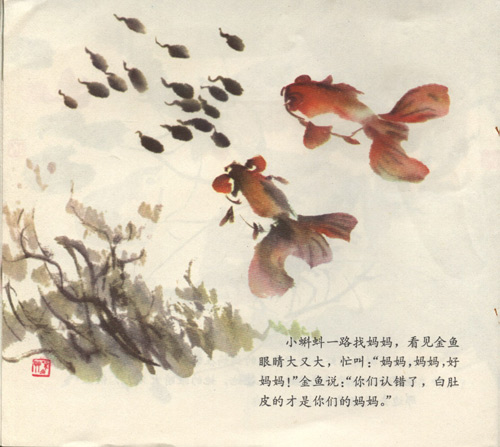 小蝌蚪一路找妈妈，看见金鱼
眼睛大又大，忙叫：“妈妈，妈妈，好
妈妈！”金鱼说：“你们认错了，白肚
皮的才是你们的妈妈。”